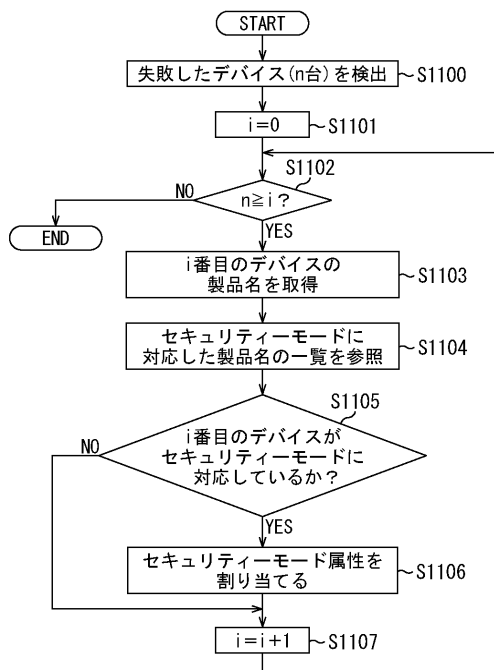 START
失敗したデバイス(n台)を検出
S1100
i=0
S1101
S1102
n≧i?
NO
END
YES
i番目のデバイスの
製品名を取得
S1103
セキュリティーモードに
対応した製品名の一覧を参照
S1104
S1105
i番目のデバイスが
セキュリティーモードに
対応しているか?
NO
YES
セキュリティーモード属性を
割り当てる
S1106
i=i+1
S1107